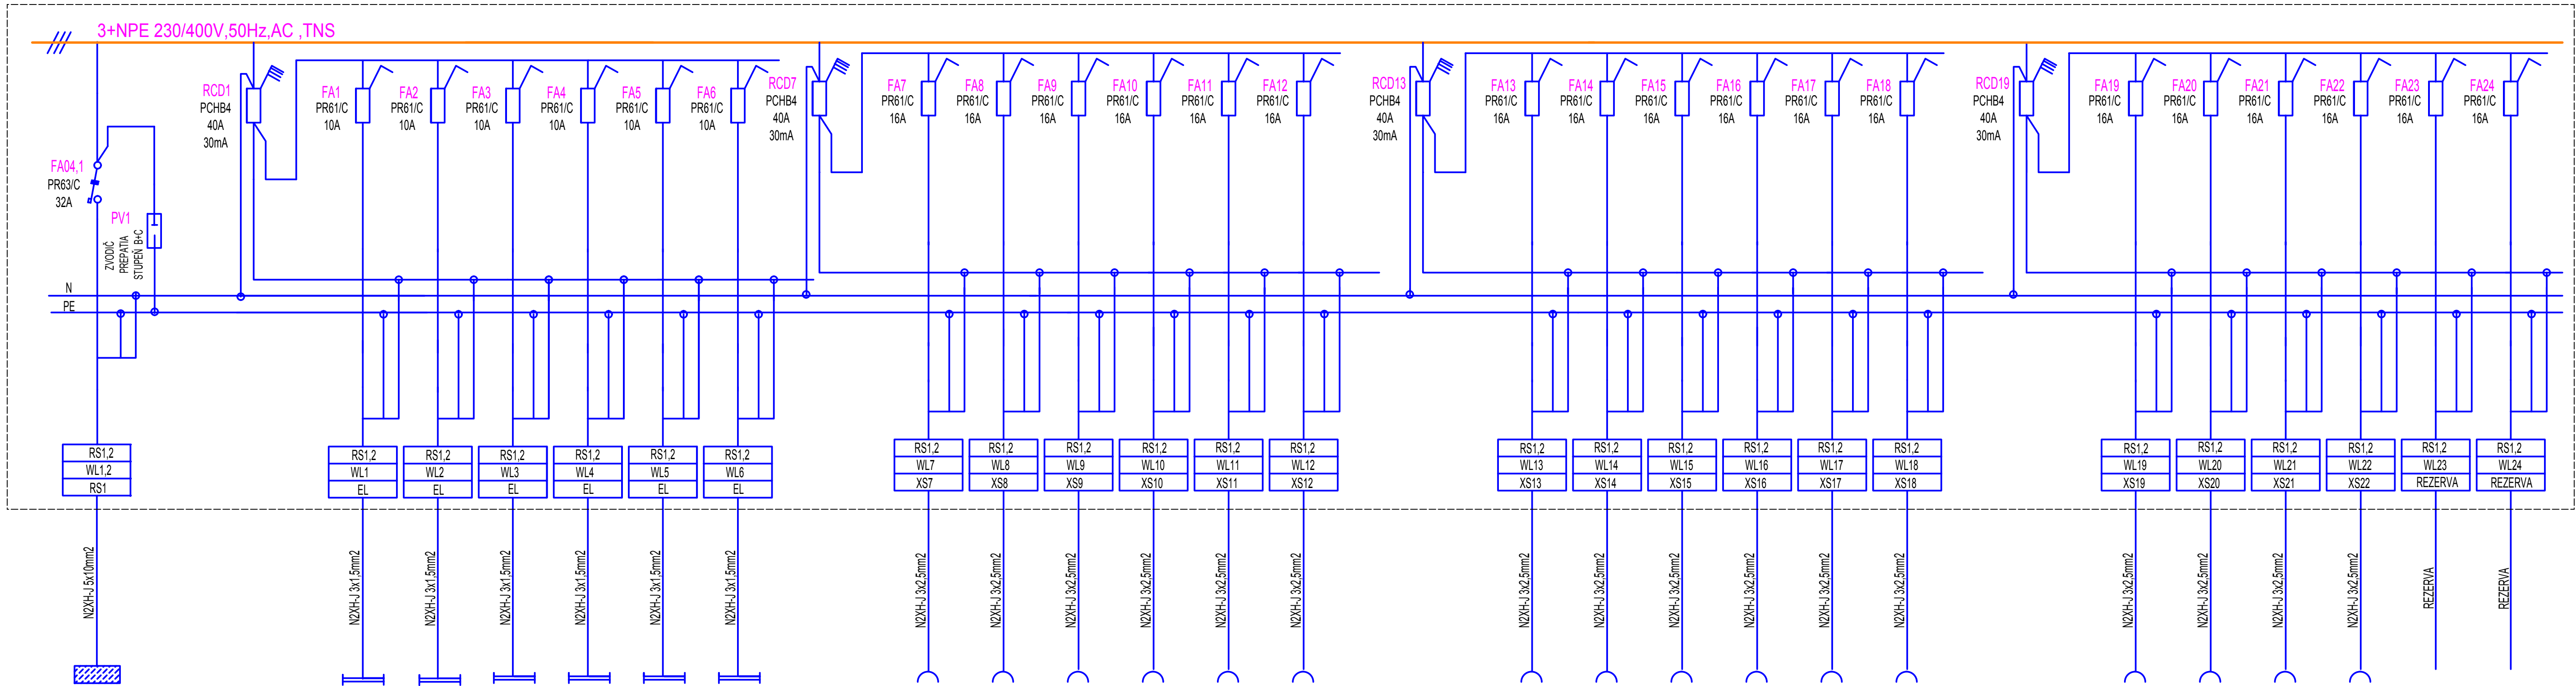 3+NPE 230/400V,50Hz,AC ,TNS
FA04,1
PR63/C
32A
PV1
ZVODIČ
PREPATIA
STUPEŇ B+C
N
PE
RS1,2
WL1,2
RS1
N2XH-J 5x10mm2
RCD1
PCHB4
40A
30mA
FA1
PR61/C
10A
FA2
PR61/C
10A
FA3
PR61/C
10A
FA4
PR61/C
10A
FA5
PR61/C
10A
FA6
PR61/C
10A
RS1,2
WL1
EL
RS1,2
WL2
EL
RS1,2
WL3
EL
RS1,2
WL4
EL
RS1,2
WL5
EL
RS1,2
WL6
EL
N2XH-J 3x1,5mm2
N2XH-J 3x1,5mm2
N2XH-J 3x1,5mm2
N2XH-J 3x1,5mm2
N2XH-J 3x1,5mm2
N2XH-J 3x1,5mm2
RCD7
PCHB4
40A
30mA
FA7
PR61/C
16A
FA8
PR61/C
16A
FA9
PR61/C
16A
FA10
PR61/C
16A
FA11
PR61/C
16A
FA12
PR61/C
16A
RS1,2
WL7
XS7
RS1,2
WL8
XS8
RS1,2
WL9
XS9
RS1,2
WL10
XS10
RS1,2
WL11
XS11
RS1,2
WL12
XS12
N2XH-J 3x2,5mm2
N2XH-J 3x2,5mm2
N2XH-J 3x2,5mm2
N2XH-J 3x2,5mm2
N2XH-J 3x2,5mm2
N2XH-J 3x2,5mm2
RCD13
PCHB4
40A
30mA
FA13
PR61/C
16A
FA14
PR61/C
16A
FA15
PR61/C
16A
FA16
PR61/C
16A
FA17
PR61/C
16A
FA18
PR61/C
16A
RS1,2
WL13
XS13
RS1,2
WL14
XS14
RS1,2
WL15
XS15
RS1,2
WL16
XS16
RS1,2
WL17
XS17
RS1,2
WL18
XS18
N2XH-J 3x2,5mm2
N2XH-J 3x2,5mm2
N2XH-J 3x2,5mm2
N2XH-J 3x2,5mm2
N2XH-J 3x2,5mm2
N2XH-J 3x2,5mm2
RCD19
PCHB4
40A
30mA
FA19
PR61/C
16A
FA20
PR61/C
16A
FA21
PR61/C
16A
FA22
PR61/C
16A
FA23
PR61/C
16A
FA24
PR61/C
16A
RS1,2
WL19
XS19
RS1,2
WL20
XS20
RS1,2
WL21
XS21
RS1,2
WL22
XS22
RS1,2
WL23
REZERVA
RS1,2
WL24
REZERVA
N2XH-J 3x2,5mm2
N2XH-J 3x2,5mm2
N2XH-J 3x2,5mm2
N2XH-J 3x2,5mm2
REZERVA
REZERVA